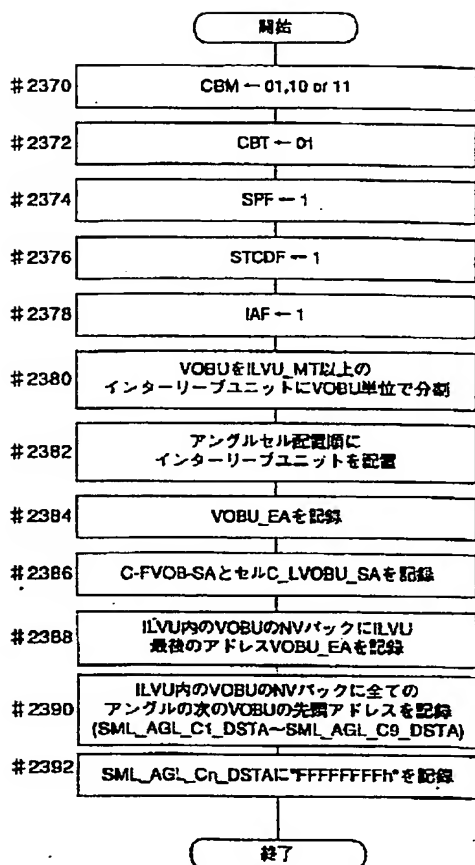 開始
#2370
CBM ← 01,10 or 11
#2372
CBT ← 01
#2374
SPF ← 1
#2376
STCDF ← 1
#2378
IAF ← 1
#2380
VOBUをILVU_MT以上の
インターリーブユニットにVOBU単位で分割
#2382
アングルセル配置順に
インターリーブユニットを配置
#2384
VOBU_EAを記録
#2386
C-FVOB-SAとセルC_LVOBU_SAを記録
#2388
ILVU内のVOBUのNVパックにILVU
最後のアドレスVOBU_EAを記録
#2390
ILVU内のVOBUのNVパックに全ての
アングルの次のVOBUの先頭アドレスを記録
(SML_AGL_C1_DSTA～SML_AGL_C9_DSTA)
#2392
SML_AGL_Cn_DSTAに"FFFFFFFFh"を記録
終了